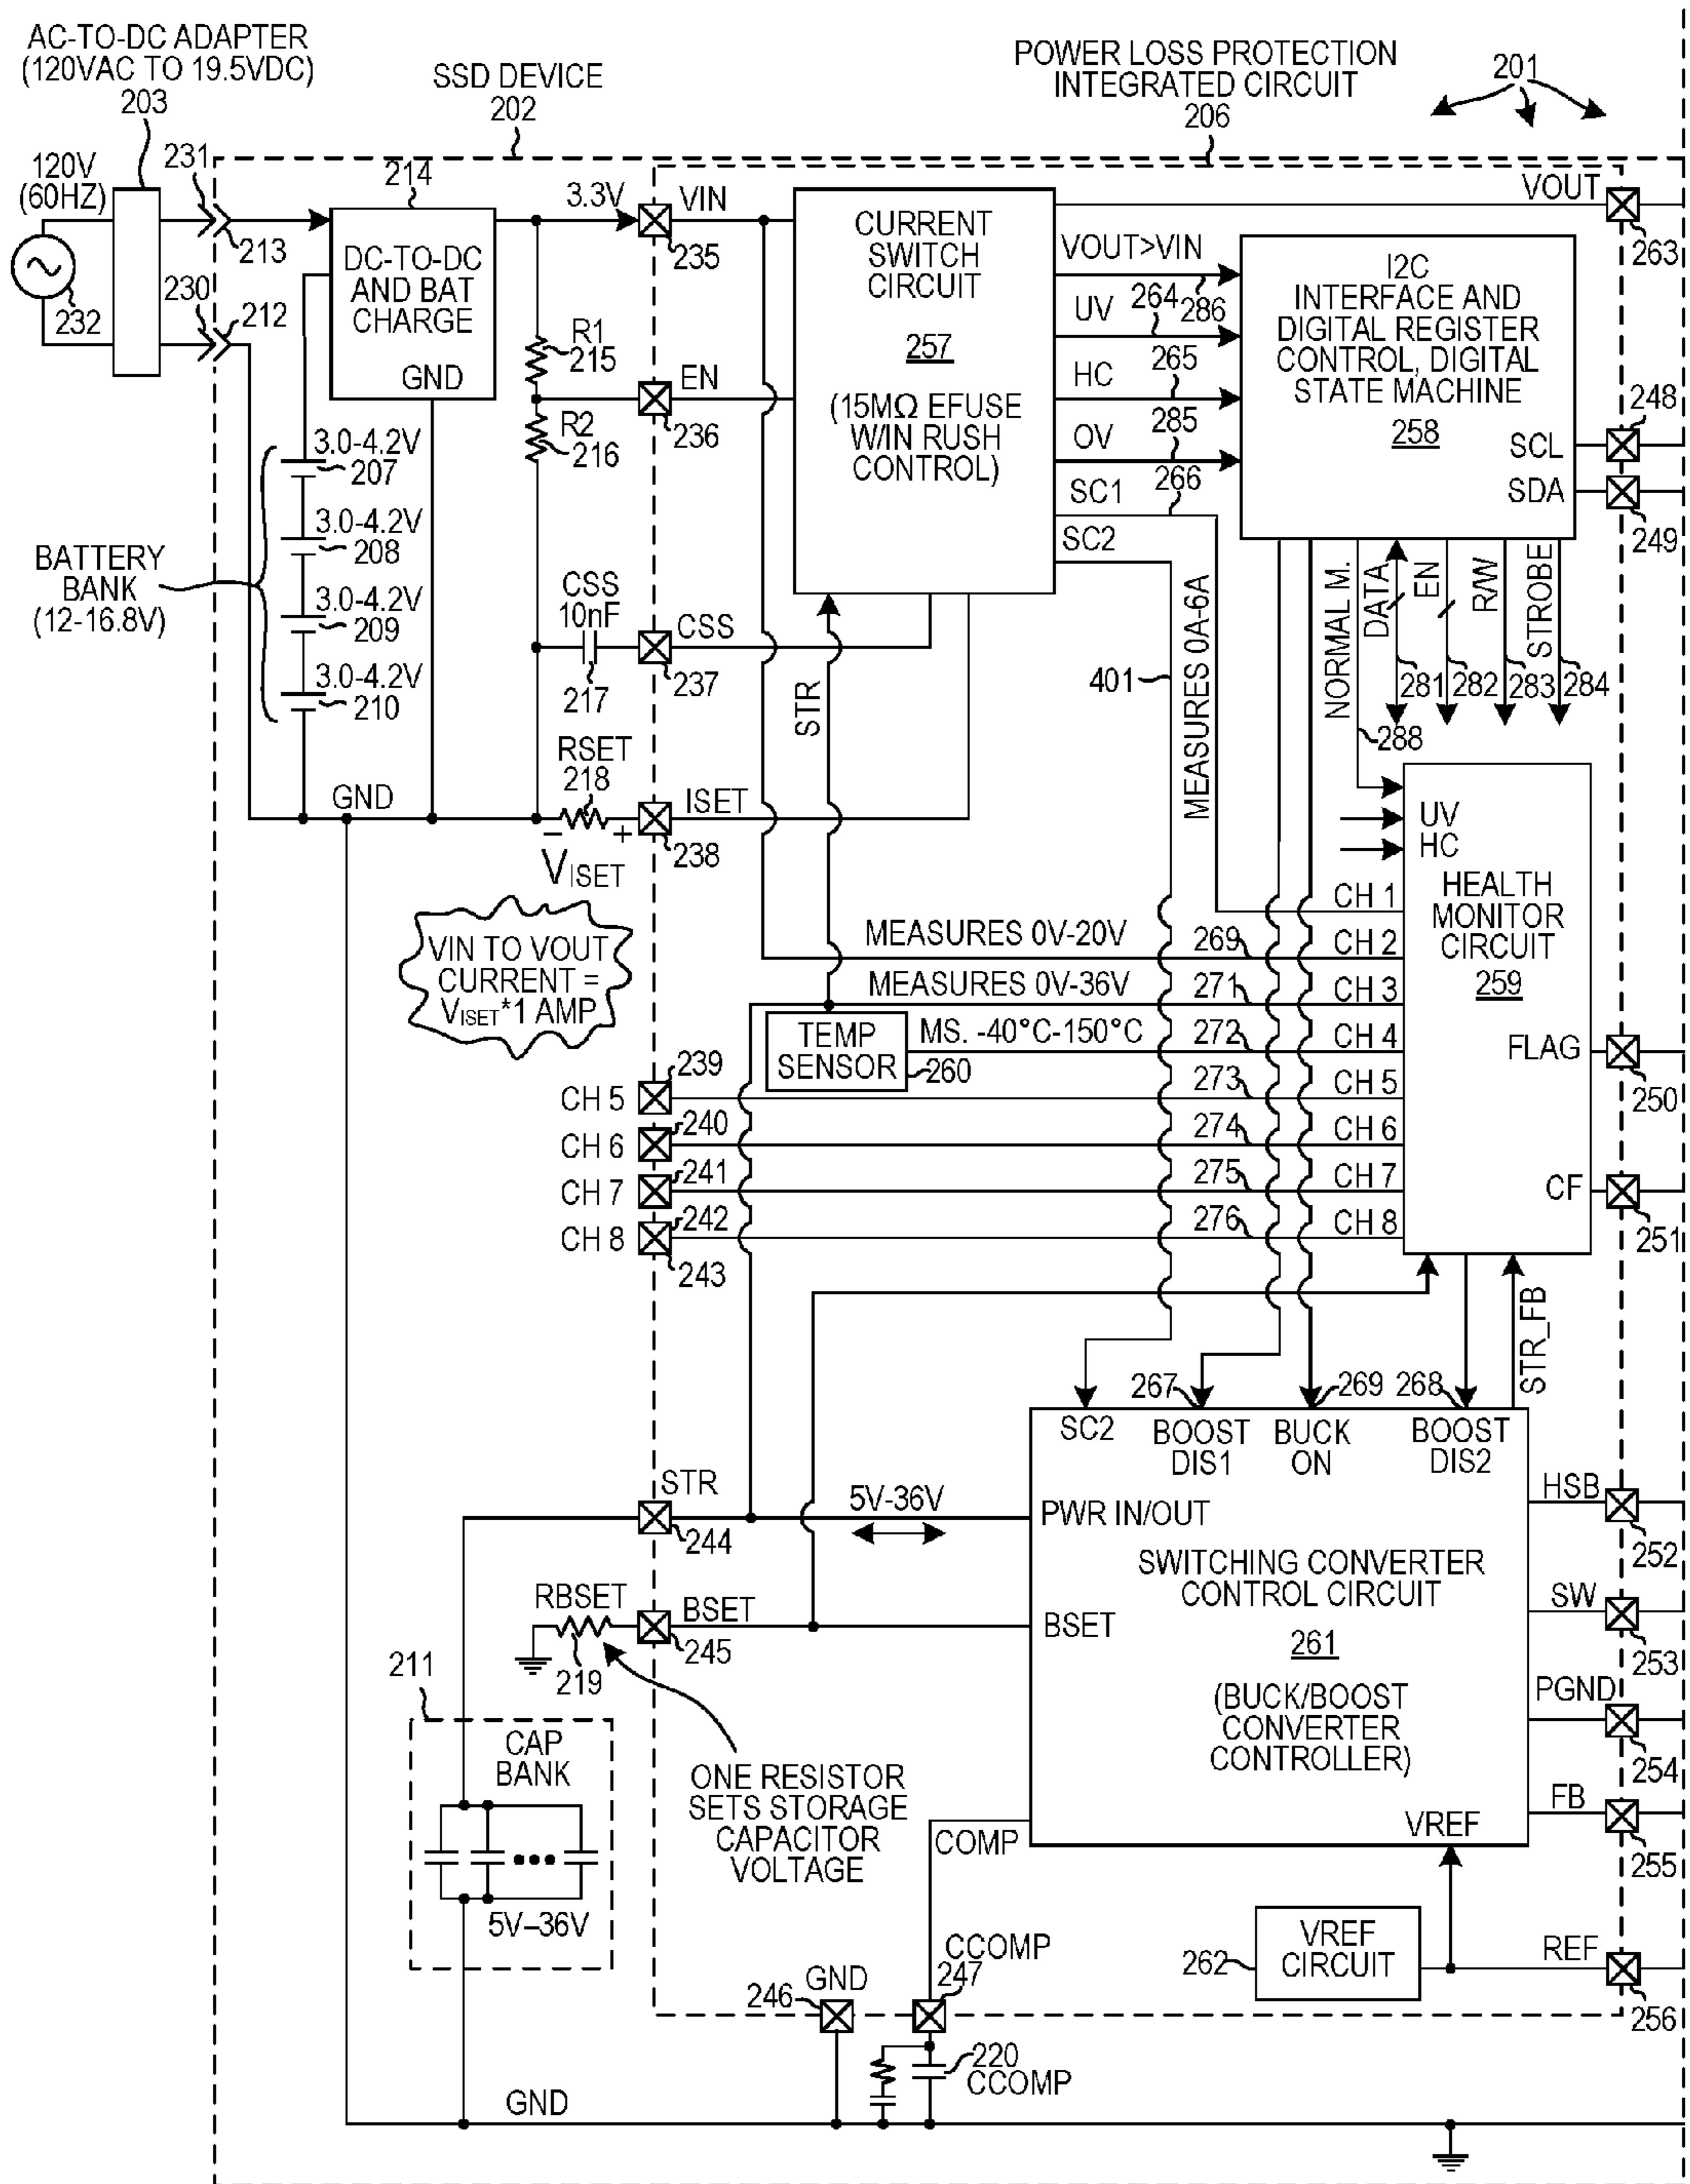 AC-TO-DC ADAPTER
(120VAC TO 19.5VDC)
203
SSD DEVICE
202
POWER LOSS PROTECTION
INTEGRATED CIRCUIT
206
201
120V
(60HZ)
231
213
230
212
232
214
DC-TO-DC
AND BAT
CHARGE
GND
3.3V
VIN
235
R1
215
EN
236
R2
216
BATTERY
BANK
(12-16.8V)
3.0-4.2V
207
3.0-4.2V
208
3.0-4.2V
209
3.0-4.2V
210
CSS
10nF
217
CSS
237
GND
RSET
218
ISET
238
− +
VISET
VIN TO VOUT
CURRENT =
VISET*1 AMP
CURRENT
SWITCH
CIRCUIT
257
(15MΩ EFUSE
W/IN RUSH
CONTROL)
VOUT
263
VOUT>VIN
264
286
UV
265
HC
285
OV
266
SC1
SC2
I2C
INTERFACE AND
DIGITAL REGISTER
CONTROL, DIGITAL
STATE MACHINE
258
SCL
248
SDA
249
STR
401
MEASURES 0A-6A
NORMAL M.
288
DATA
281
EN
282
R/W
283
STROBE
284
UV
HC
HEALTH
MONITOR
CIRCUIT
259
CH 1
MEASURES 0V-20V
269
CH 2
MEASURES 0V-36V
271
CH 3
TEMP
SENSOR
260
MS. -40°C-150°C
272
CH 4
FLAG
250
CH 5
239
273
CH 5
CH 6
240
274
CH 6
CH 7
241
275
CH 7
CF
251
CH 8
242
243
276
CH 8
STR_FB
267
269
268
SC2
BOOST
DIS1
BUCK
ON
BOOST
DIS2
STR
244
5V-36V
PWR IN/OUT
SWITCHING CONVERTER
CONTROL CIRCUIT
261
(BUCK/BOOST
CONVERTER
CONTROLLER)
HSB
252
SW
253
PGND
254
FB
255
RBSET
219
BSET
245
BSET
211
CAP
BANK
5V–36V
ONE RESISTOR
SETS STORAGE
CAPACITOR
VOLTAGE
COMP
VREF
VREF
CIRCUIT
262
REF
256
246
GND
CCOMP
247
220
CCOMP
GND